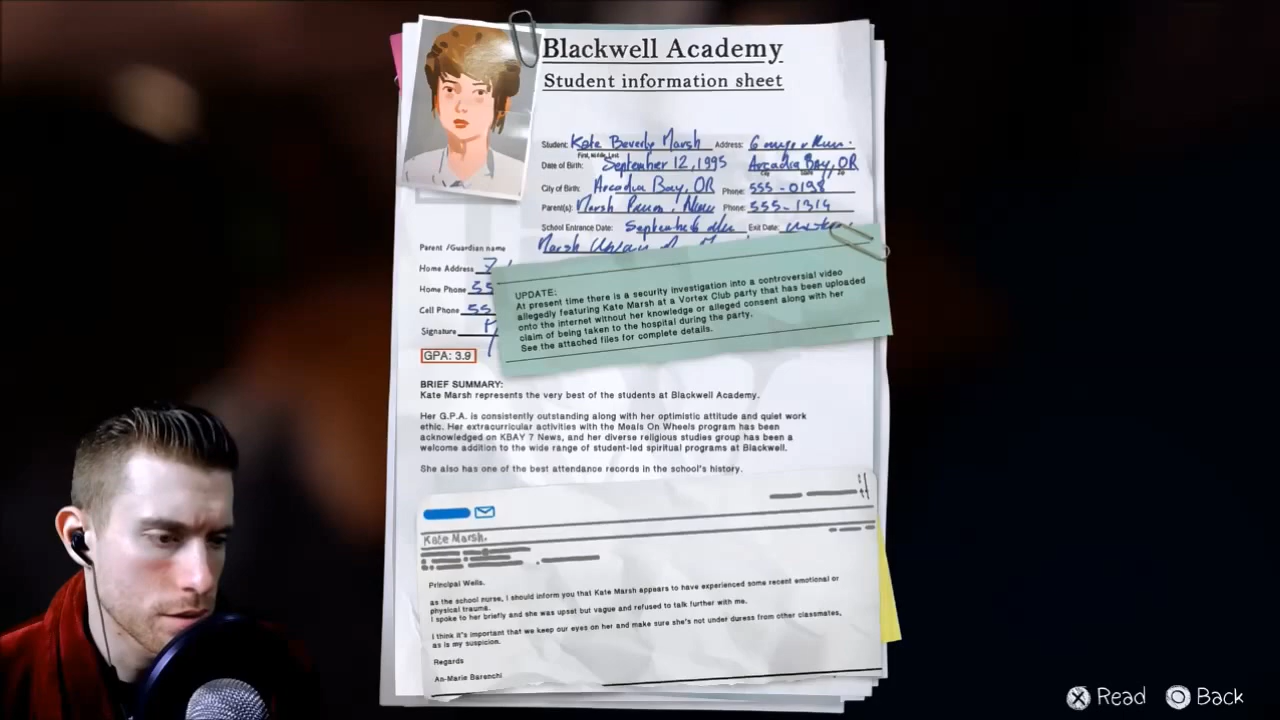 Blackwell Academy
Student information sheet
Student: Kate Beverly Marsh Address:
First, Middle, Last
Date of Birth: September 12, 1995 Arcadia Bay, OR
City of Birth: Arcadia Bay, OR Phone: 555-0198
Parent(s): Marsh Phone: 555-1314
School Entrance Date: Exit Date:
Parent /Guardian name Marsh
Home Address
Home Phone
Cell Phone
Signature
GPA: 3.9
UPDATE:
At present time there is a security investigation into a controversial video
allegedly featuring Kate Marsh at a Vortex Club party that has been uploaded
onto the internet without her knowledge or alleged consent along with her
claim of being taken to the hospital during the party.
See the attached files for complete details.
BRIEF SUMMARY:
Kate Marsh represents the very best of the students at Blackwell Academy.
Her G.P.A. is consistently outstanding along with her optimistic attitude and quiet work
ethic. Her extracurricular activities with the Meals On Wheels program has been
acknowledged on KBAY 7 News, and her diverse religious studies group has been a
welcome addition to the wide range of student-led spiritual programs at Blackwell.
She also has one of the best attendance records in the school's history.
Kate Marsh.
Principal Wells.
as the school nurse, I should inform you that Kate Marsh appears to have experienced some recent emotional or
physical trauma.
I spoke to her briefly and she was upset but vague and refused to talk further with me.
I think it's important that we keep our eyes on her and make sure she's not under duress from other classmates,
as is my suspicion.
Regards
An-Marie Barenchi
Read Back